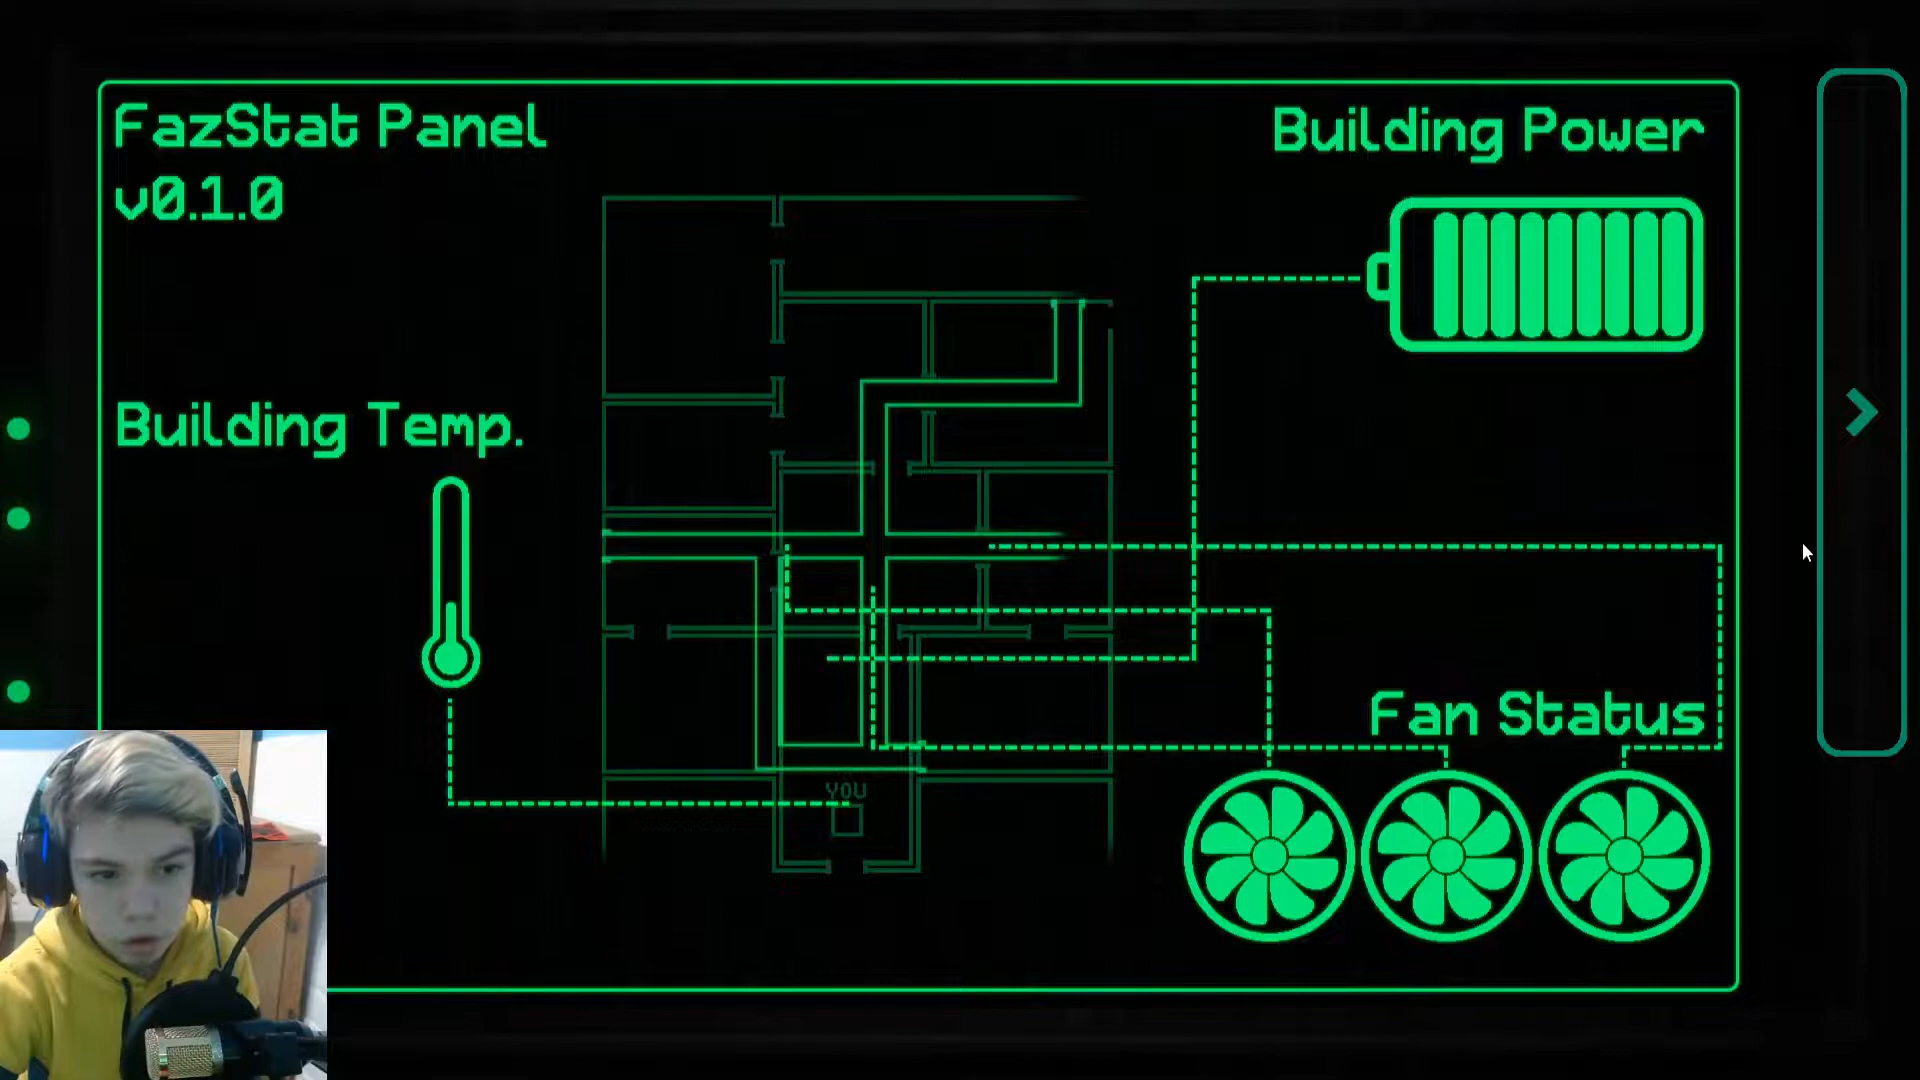 FazStat Panel
v0.1.0
Building Power
Building Temp.
Fan Status
YOU